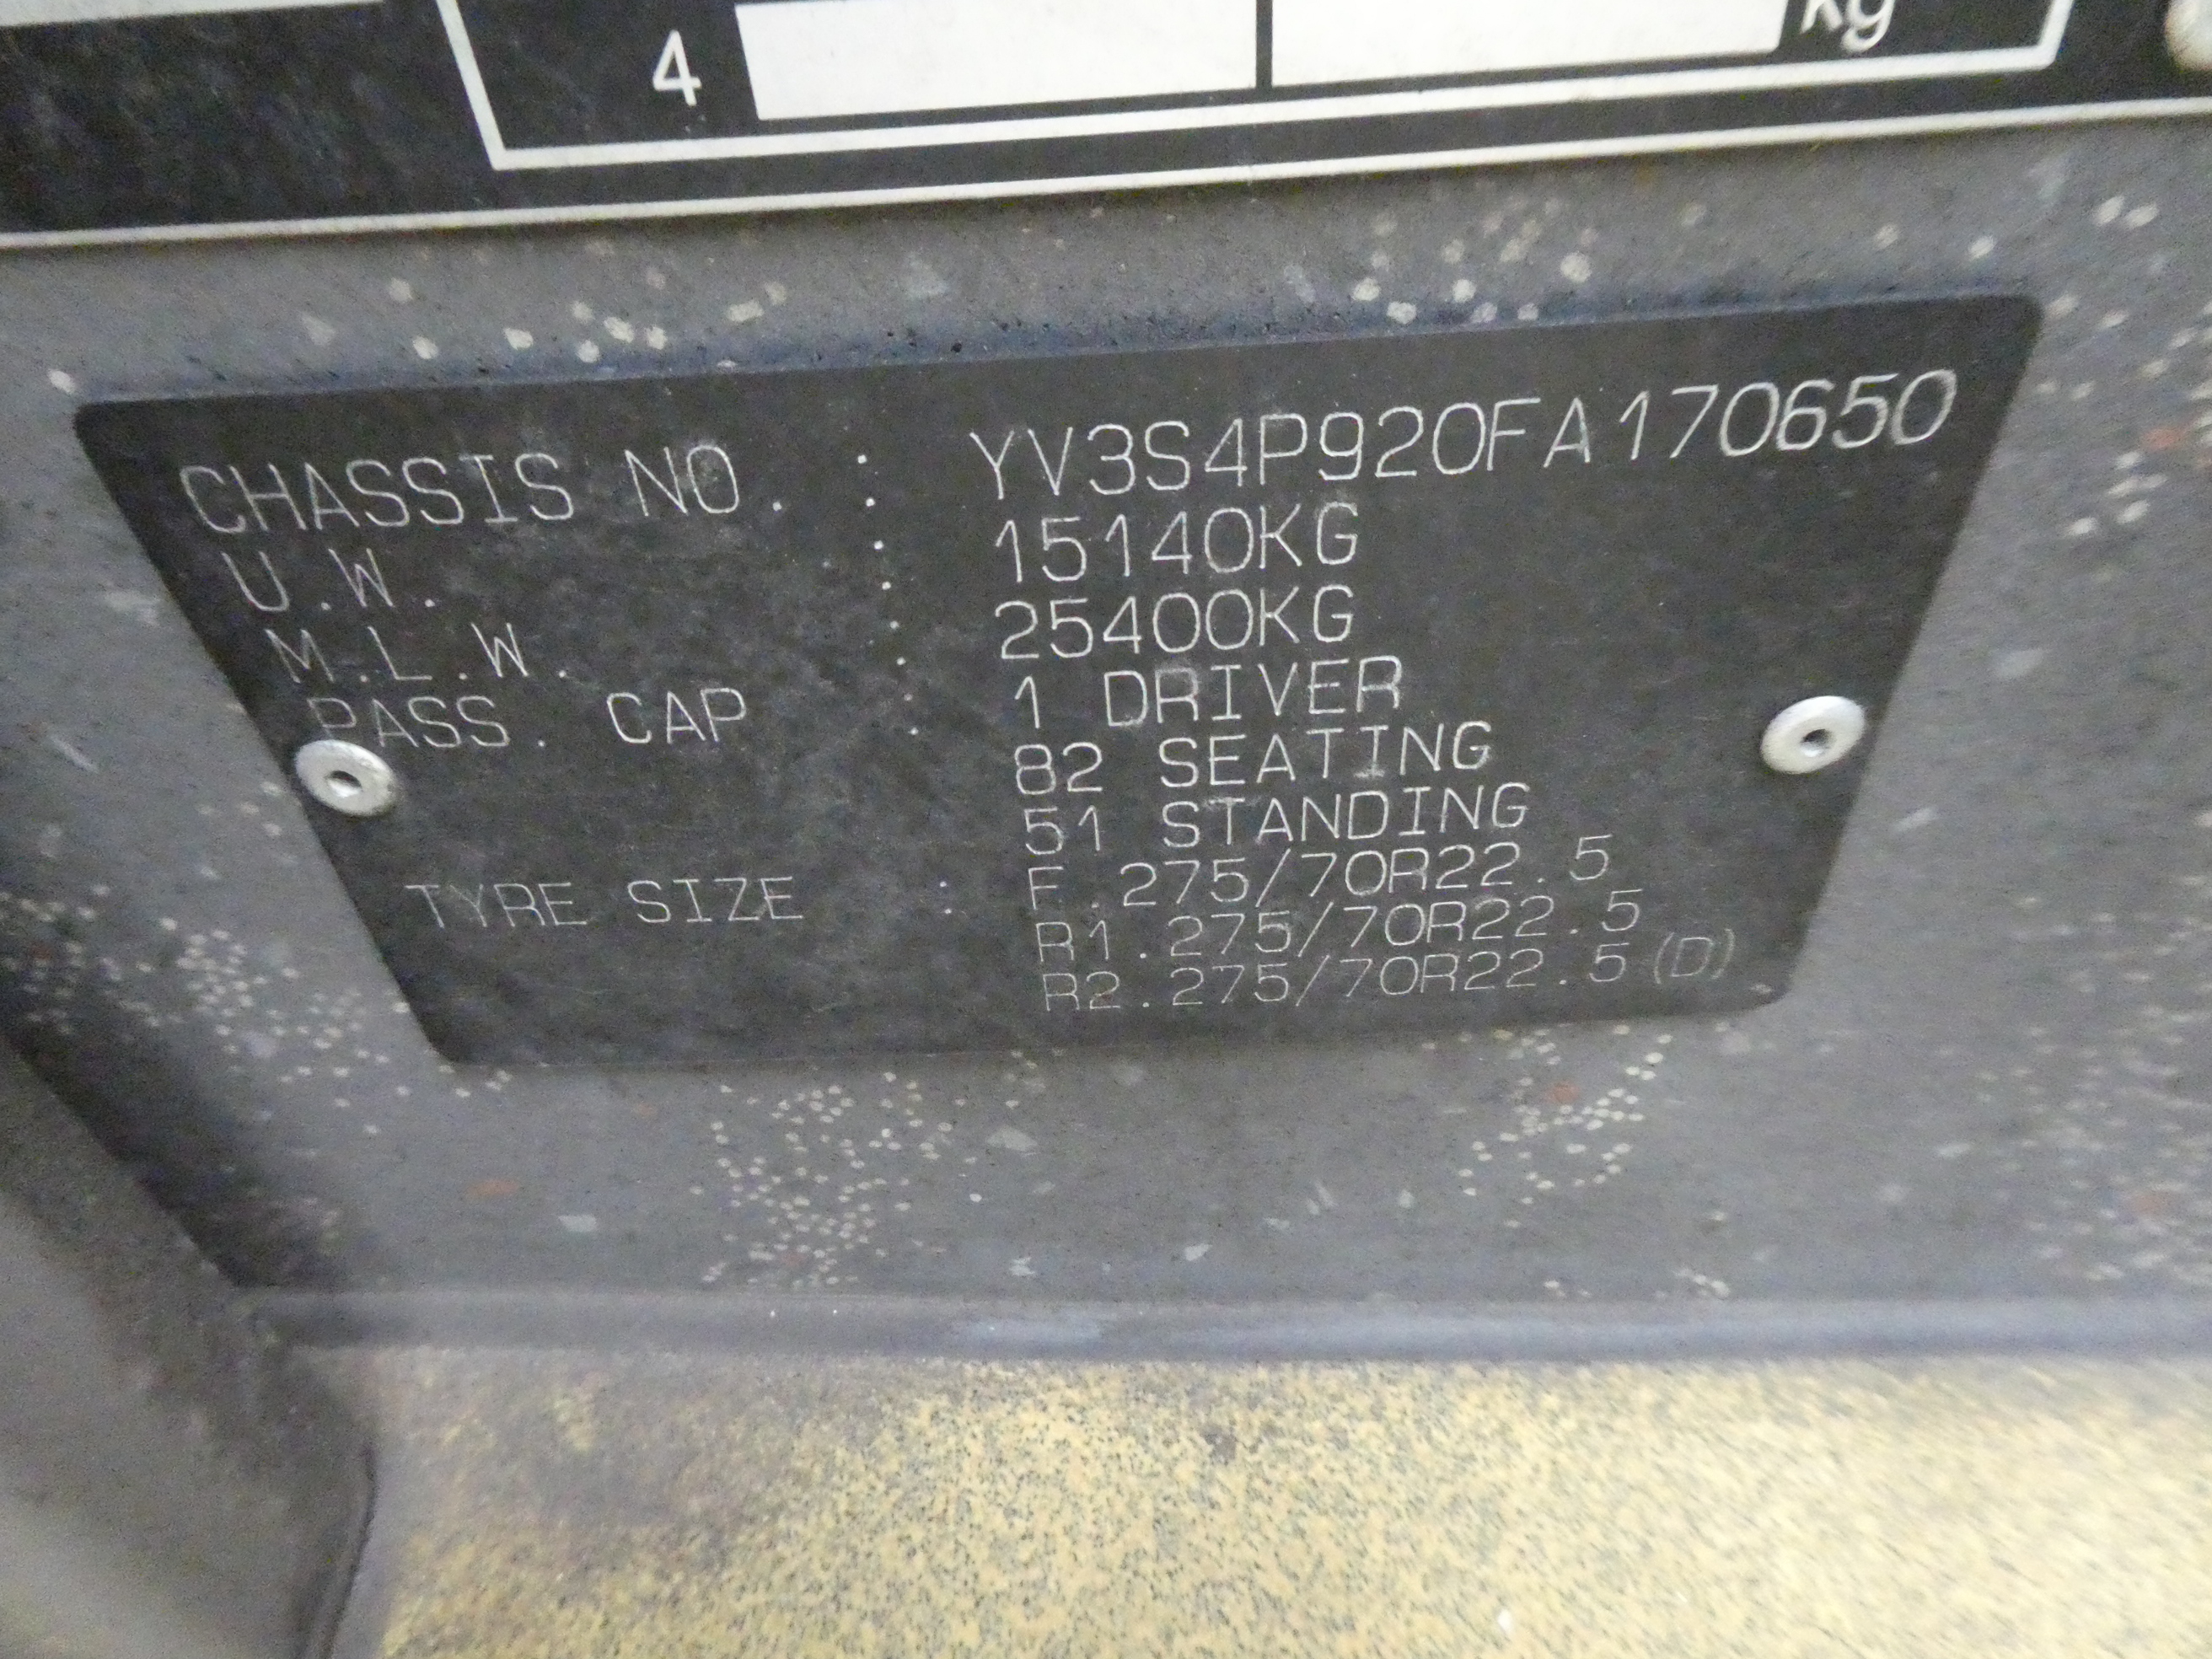 4 kg
CHASSIS NO. : YV3S4P920FA170650
U.W. : 15140KG
M.L.W. : 25400KG
PASS. CAP : 1 DRIVER
82 SEATING
51 STANDING
TYRE SIZE : F.275/70R22.5
R1.275/70R22.5
R2.275/70R22.5(D)